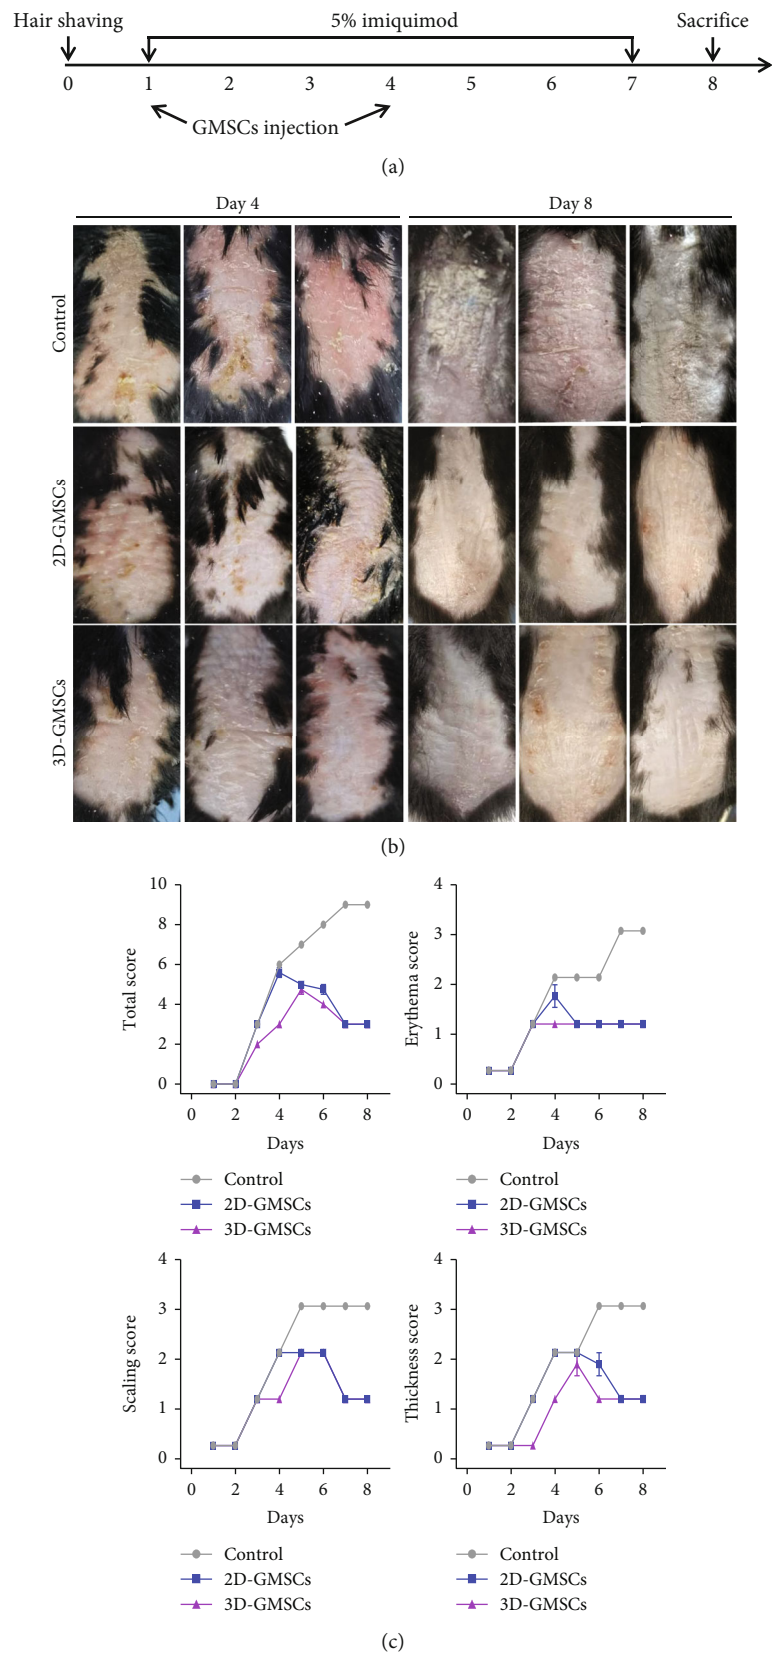 Hair shaving 5% imiquimod Sacrifice
0 1 2 3 4 5 6 7 8
GMSCs injection
(a)
Day 4 Day 8
Control
2D-GMSCs
3D-GMSCs
(b)
Total score
10
8
6
4
2
0
0 2 4 6 8
Days
Control
2D-GMSCs
3D-GMSCs
Erythema score
4
3
2
1
0
0 2 4 6 8
Days
Control
2D-GMSCs
3D-GMSCs
Scaling score
4
3
2
1
0
0 2 4 6 8
Days
Control
2D-GMSCs
3D-GMSCs
Thickness score
4
3
2
1
0
0 2 4 6 8
Days
Control
2D-GMSCs
3D-GMSCs
(c)